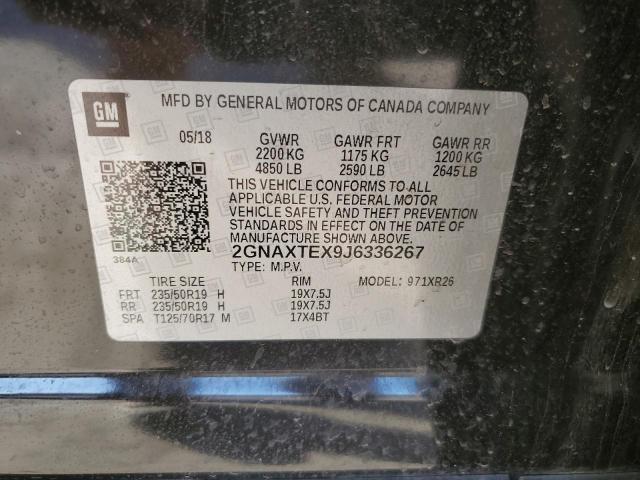 GM
MFD BY GENERAL MOTORS OF CANADA COMPANY
05/18 GVWR GAWR FRT GAWR RR
2200 KG 1175 KG 1200 KG
4850 LB 2590 LB 2645 LB
THIS VEHICLE CONFORMS TO ALL
APPLICABLE U.S. FEDERAL MOTOR
VEHICLE SAFETY AND THEFT PREVENTION
STANDARDS IN EFFECT ON THE DATE OF
MANUFACTURE SHOWN ABOVE.
384A 2GNAXTEX9J6336267
TYPE: M.P.V.
TIRE SIZE RIM MODEL: 971XR26
FRT 235/50R19 H 19X7.5J
RR 235/50R19 H 19X7.5J
SPA T125/70R17 M 17X4BT